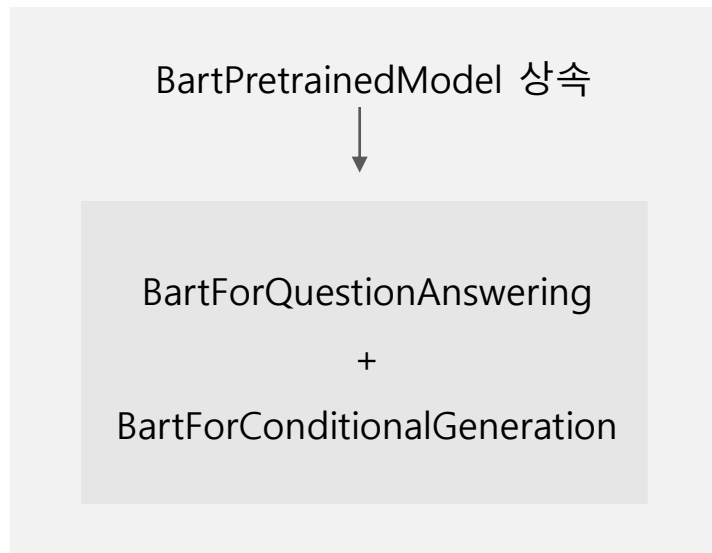 BartPretrainedModel 상속
BartForQuestionAnswering
+
BartForConditionalGeneration